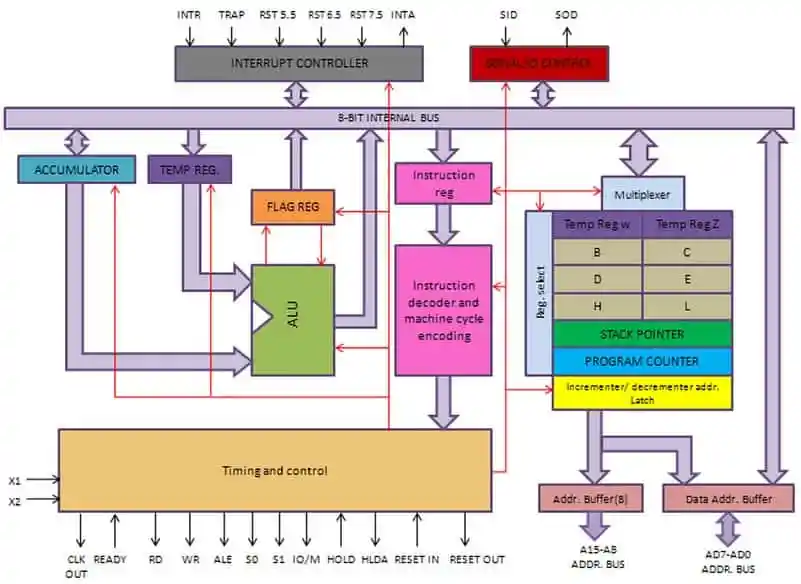 INTR TRAP RST 5.5 RST 6.5 RST 7.5 INTA SID SOD
INTERRUPT CONTROLLER
SERIAL IO CONTROL
8-BIT INTERNAL BUS
ACCUMULATOR
TEMP REG.
Instruction
reg
Multiplexer
FLAG REG
Temp Reg w
Temp Reg Z
B
C
D
E
H
L
Reg. select
ALU
Instruction
decoder and
machine cycle
encoding
STACK POINTER
PROGRAM COUNTER
Incrementer/ decrementer addr.
Latch
Timing and control
X1
X2
Addr. Buffer(8)
Data Addr. Buffer
CLK
OUT
READY
RD
WR
ALE
S0
S1
IO/M
HOLD
HLDA
RESET IN
RESET OUT
A15-A8
ADDR. BUS
AD7-AD0
ADDR. BUS